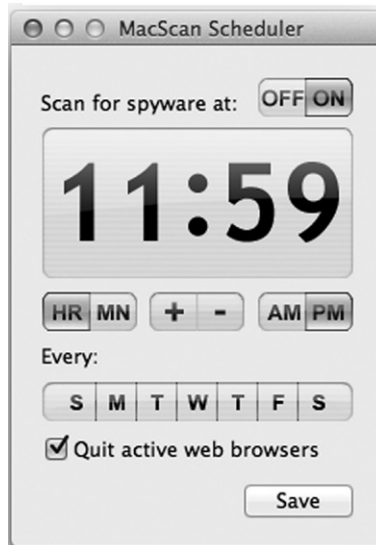 MacScan Scheduler
Scan for spyware at: OFF ON
11:59
HR MN + - AM PM
Every:
S M T W T F S
Quit active web browsers
Save